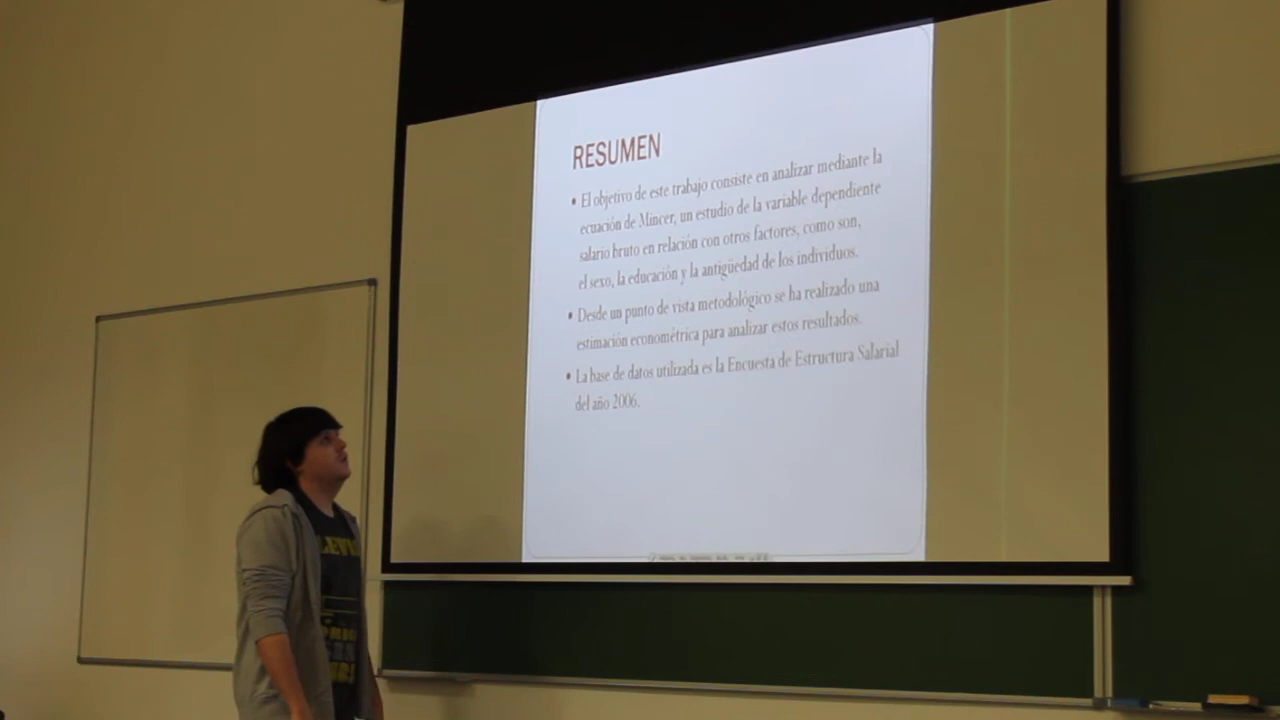 RESUMEN
• El objetivo de este trabajo consiste en analizar mediante la
ecuación de Mincer, un estudio de la variable dependiente
salario bruto en relación con otros factores, como son,
el sexo, la educación y la antigüedad de los individuos.
• Desde un punto de vista metodológico se ha realizado una
estimación econométrica para analizar estos resultados.
• La base de datos utilizada es la Encuesta de Estructura Salarial
del año 2006.